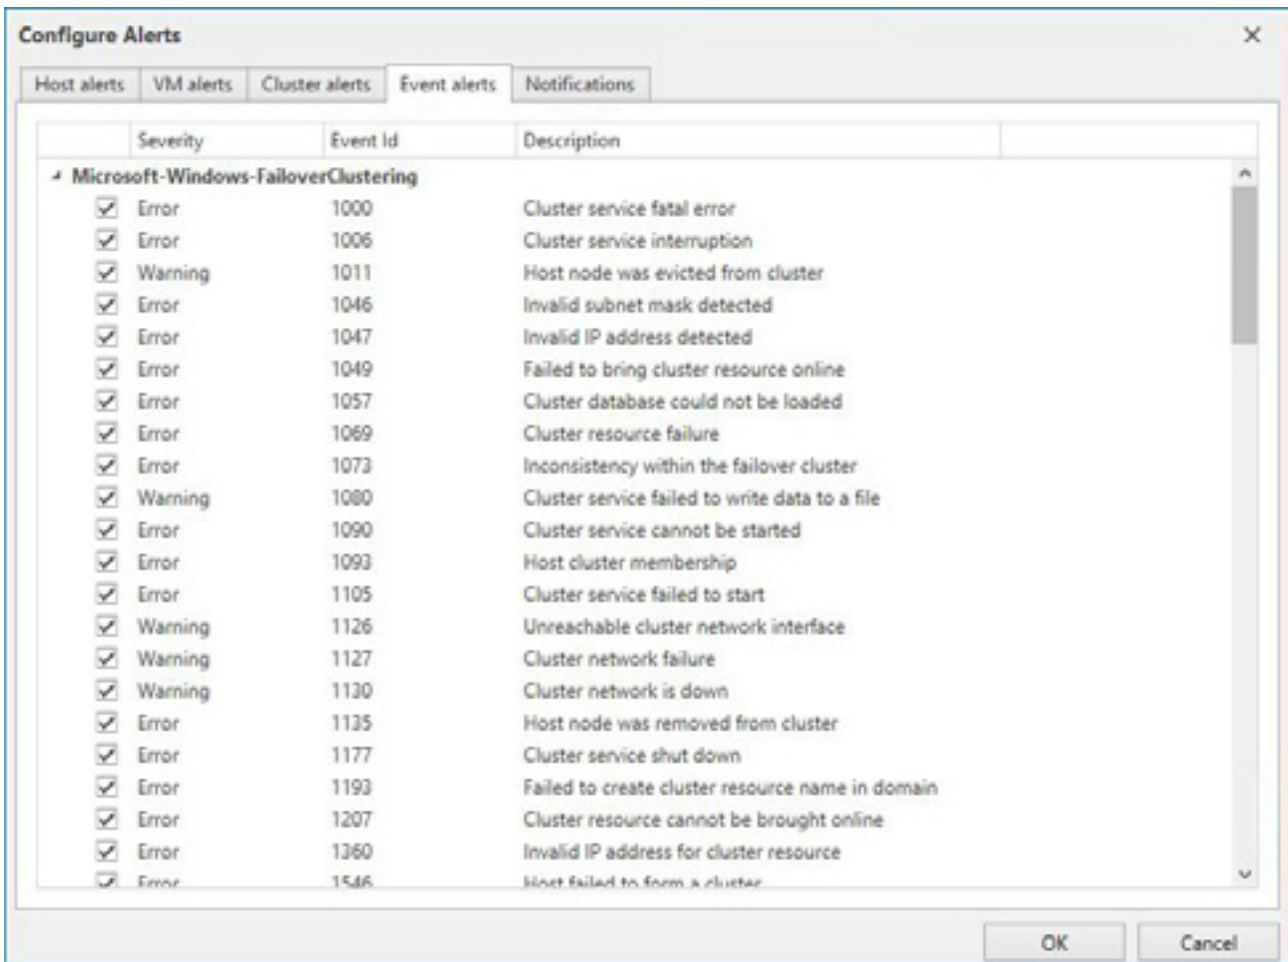 Configure Alerts
Host alerts VM alerts Cluster alerts Event alerts Notifications
Severity Event Id Description
Microsoft-Windows-FailoverClustering
Error 1000 Cluster service fatal error
Error 1006 Cluster service interruption
Warning 1011 Host node was evicted from cluster
Error 1046 Invalid subnet mask detected
Error 1047 Invalid IP address detected
Error 1049 Failed to bring cluster resource online
Error 1057 Cluster database could not be loaded
Error 1069 Cluster resource failure
Error 1073 Inconsistency within the failover cluster
Warning 1080 Cluster service failed to write data to a file
Error 1090 Cluster service cannot be started
Error 1093 Host cluster membership
Error 1105 Cluster service failed to start
Warning 1126 Unreachable cluster network interface
Warning 1127 Cluster network failure
Warning 1130 Cluster network is down
Error 1135 Host node was removed from cluster
Error 1177 Cluster service shut down
Error 1193 Failed to create cluster resource name in domain
Error 1207 Cluster resource cannot be brought online
Error 1360 Invalid IP address for cluster resource
Error 1546 Host failed to form a cluster
OK Cancel